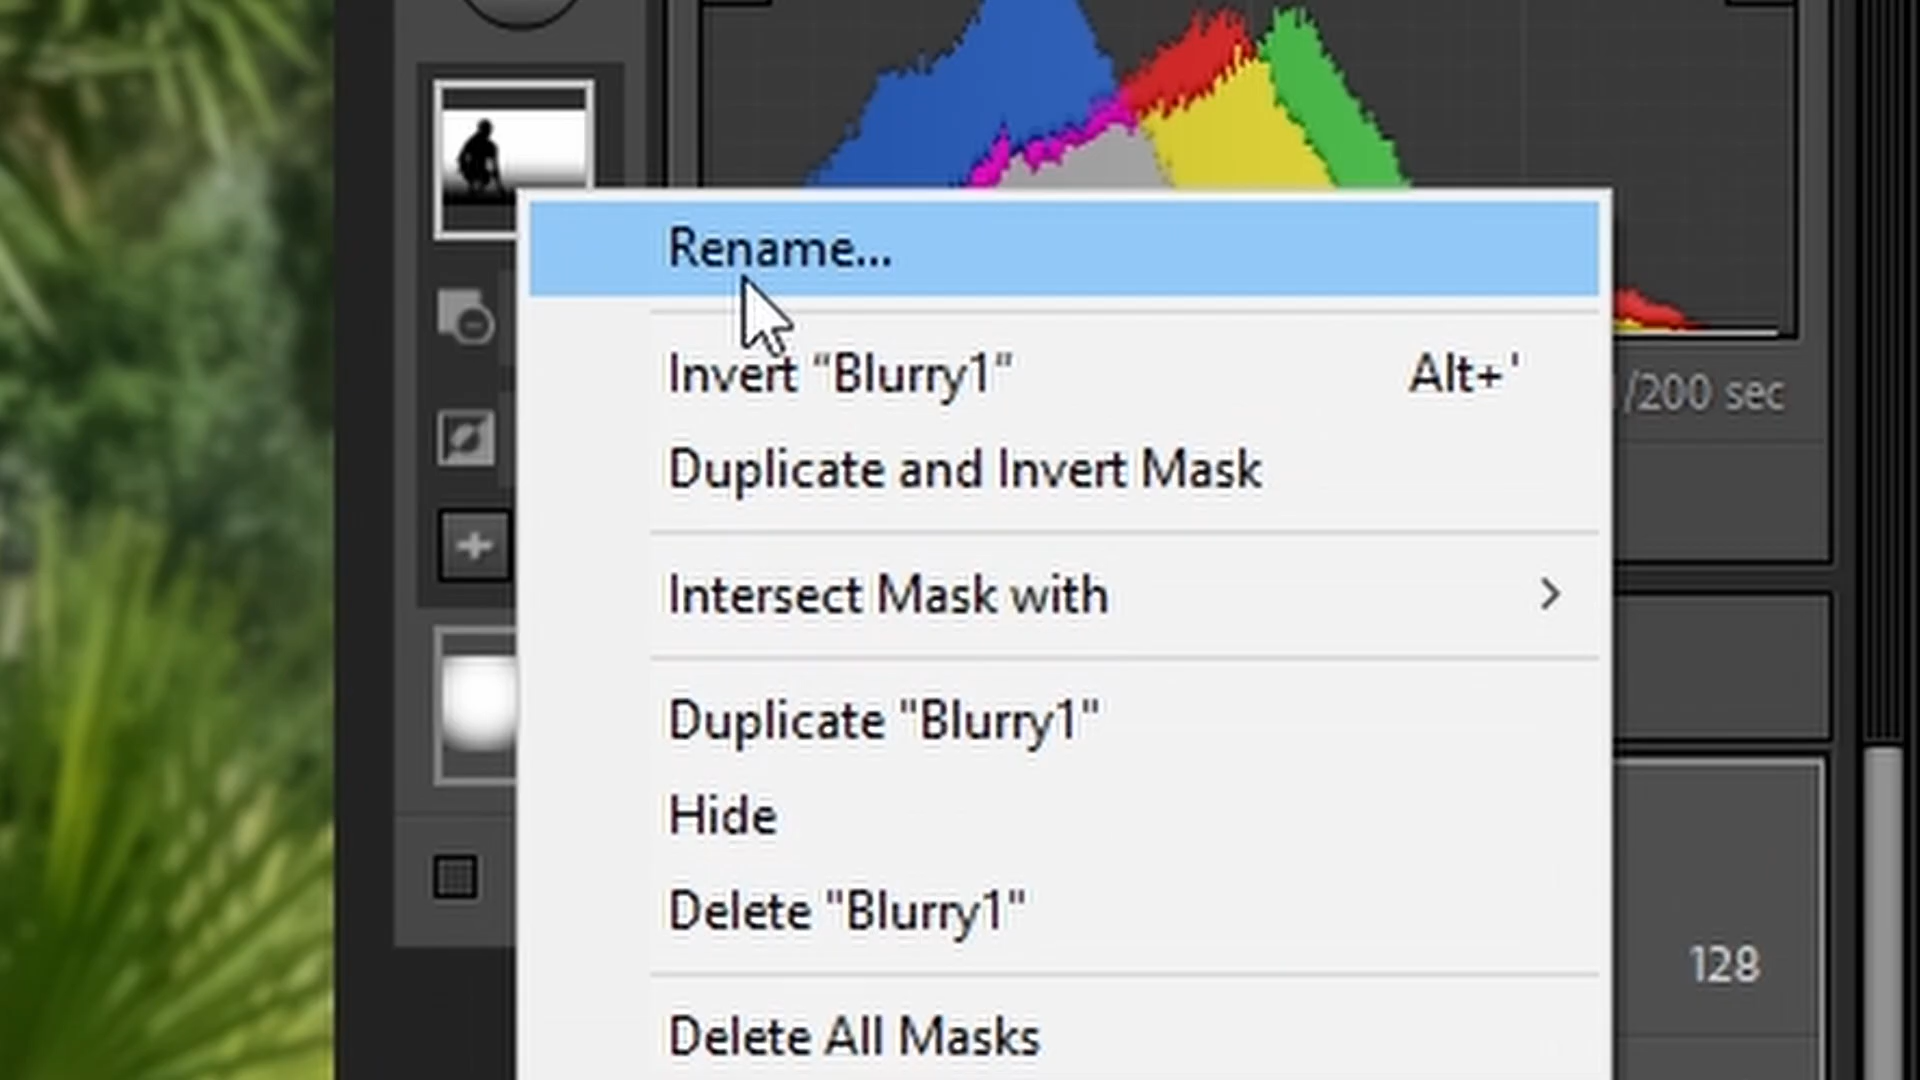 Rename...
Invert “Blurry1” Alt+'
/200 sec
Duplicate and Invert Mask
Intersect Mask with
Duplicate "Blurry1"
Hide
Delete "Blurry1"
128
Delete All Masks